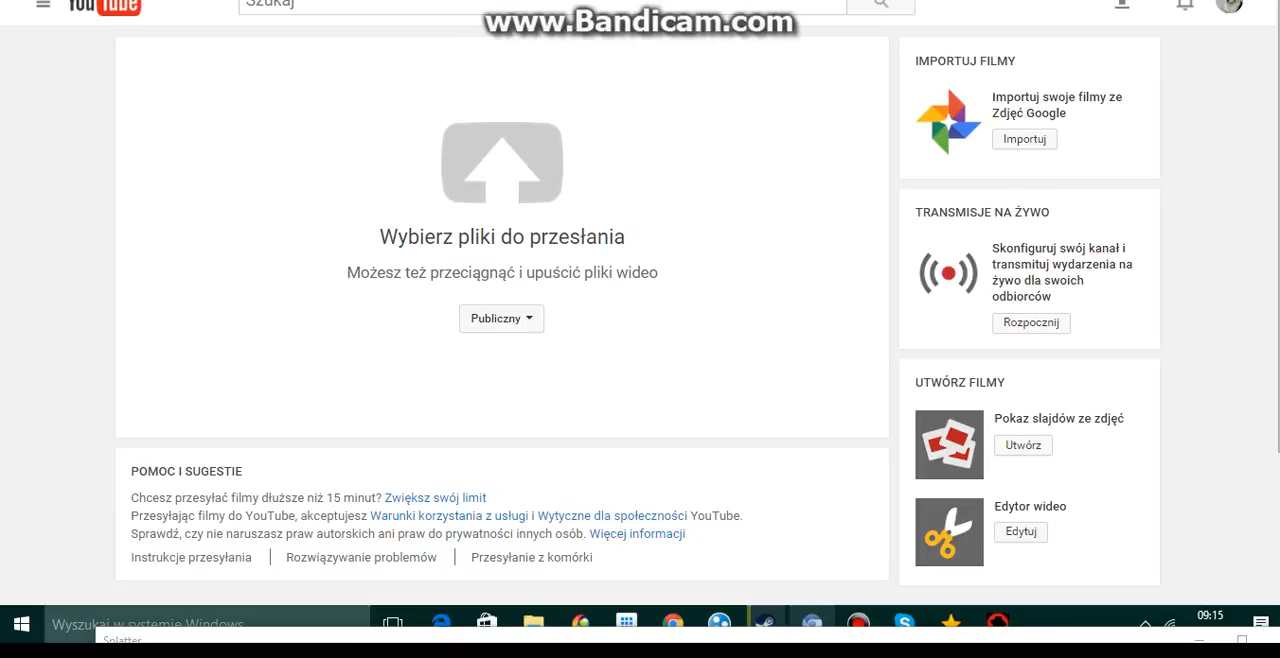 YouTube
Szukaj
www.Bandicam.com
Wybierz pliki do przesłania
Możesz też przeciągnąć i upuścić pliki wideo
Publiczny
POMOC I SUGESTIE
Chcesz przesyłać filmy dłuższe niż 15 minut? Zwiększ swój limit
Przesyłając filmy do YouTube, akceptujesz Warunki korzystania z usługi i Wytyczne dla społeczności YouTube.
Sprawdź, czy nie naruszasz praw autorskich ani praw do prywatności innych osób. Więcej informacji
Instrukcje przesyłania
Rozwiązywanie problemów
Przesyłanie z komórki
IMPORTUJ FILMY
Importuj swoje filmy ze
Zdjęć Google
Importuj
TRANSMISJE NA ŻYWO
Skonfiguruj swój kanał i
transmituj wydarzenia na
żywo dla swoich
odbiorców
Rozpocznij
UTWÓRZ FILMY
Pokaz slajdów ze zdjęć
Utwórz
Edytor wideo
Edytuj
Wyszukaj w systemie Windows
09:15
Splatter